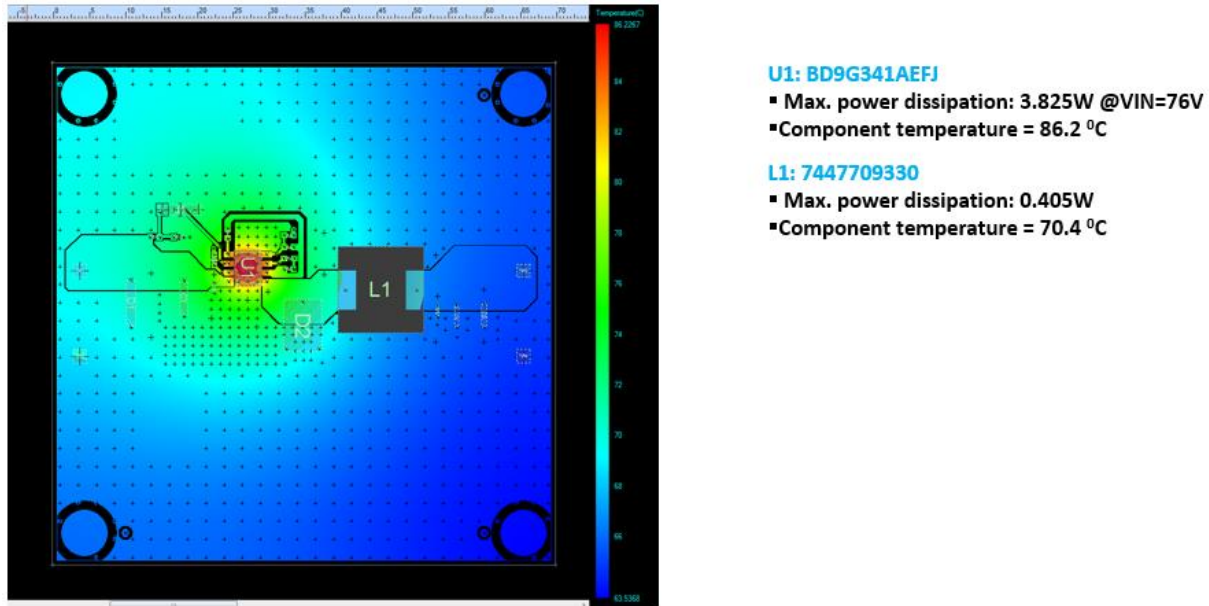 Temperature(C)
86.2267
84
82
80
78
76
74
72
70
68
66
63.5368
U1
L1
D2
U1: BD9G341AEFJ
▪ Max. power dissipation: 3.825W @VIN=76V
▪Component temperature = 86.2 ⁰C
L1: 7447709330
▪ Max. power dissipation: 0.405W
▪Component temperature = 70.4 ⁰C